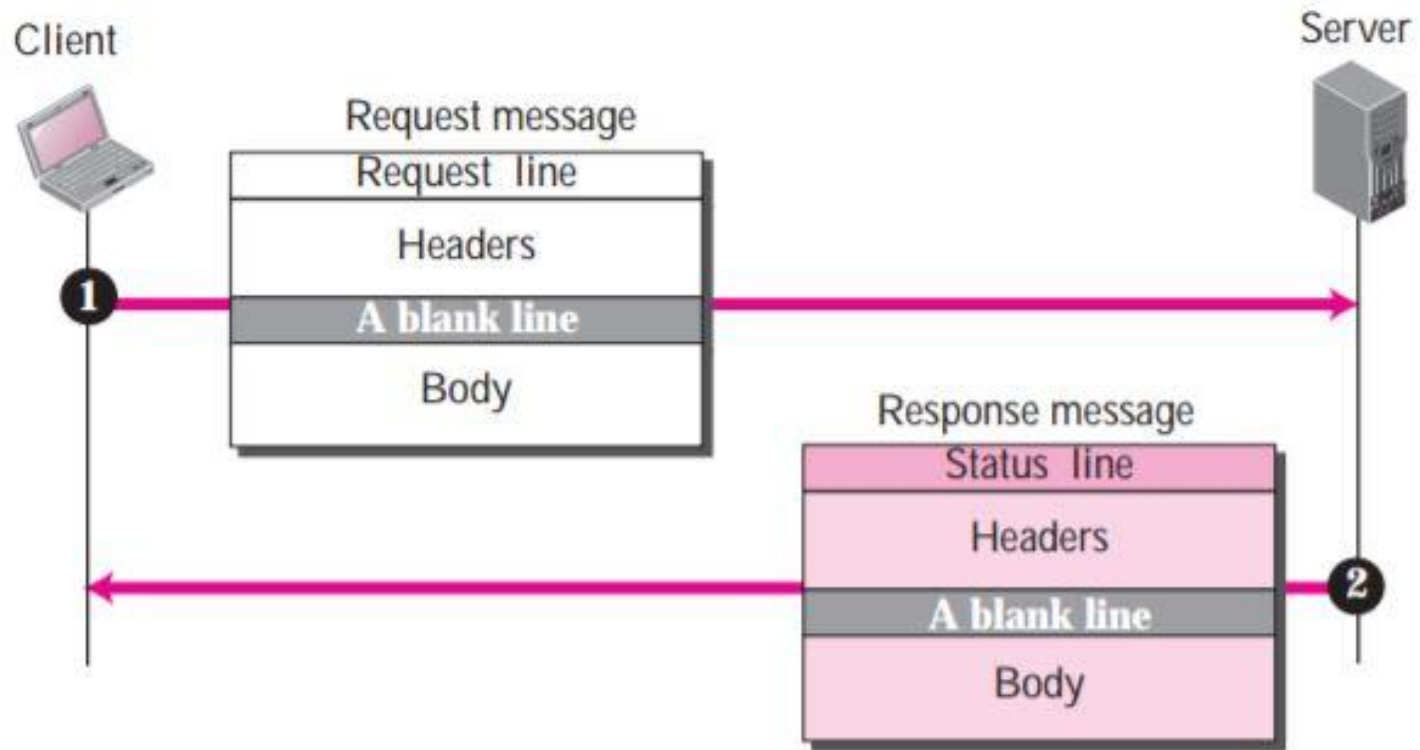 Client
Server
Request message
Request line
Headers
1
A blank line
Body
Response message
Status line
Headers
2
A blank line
Body